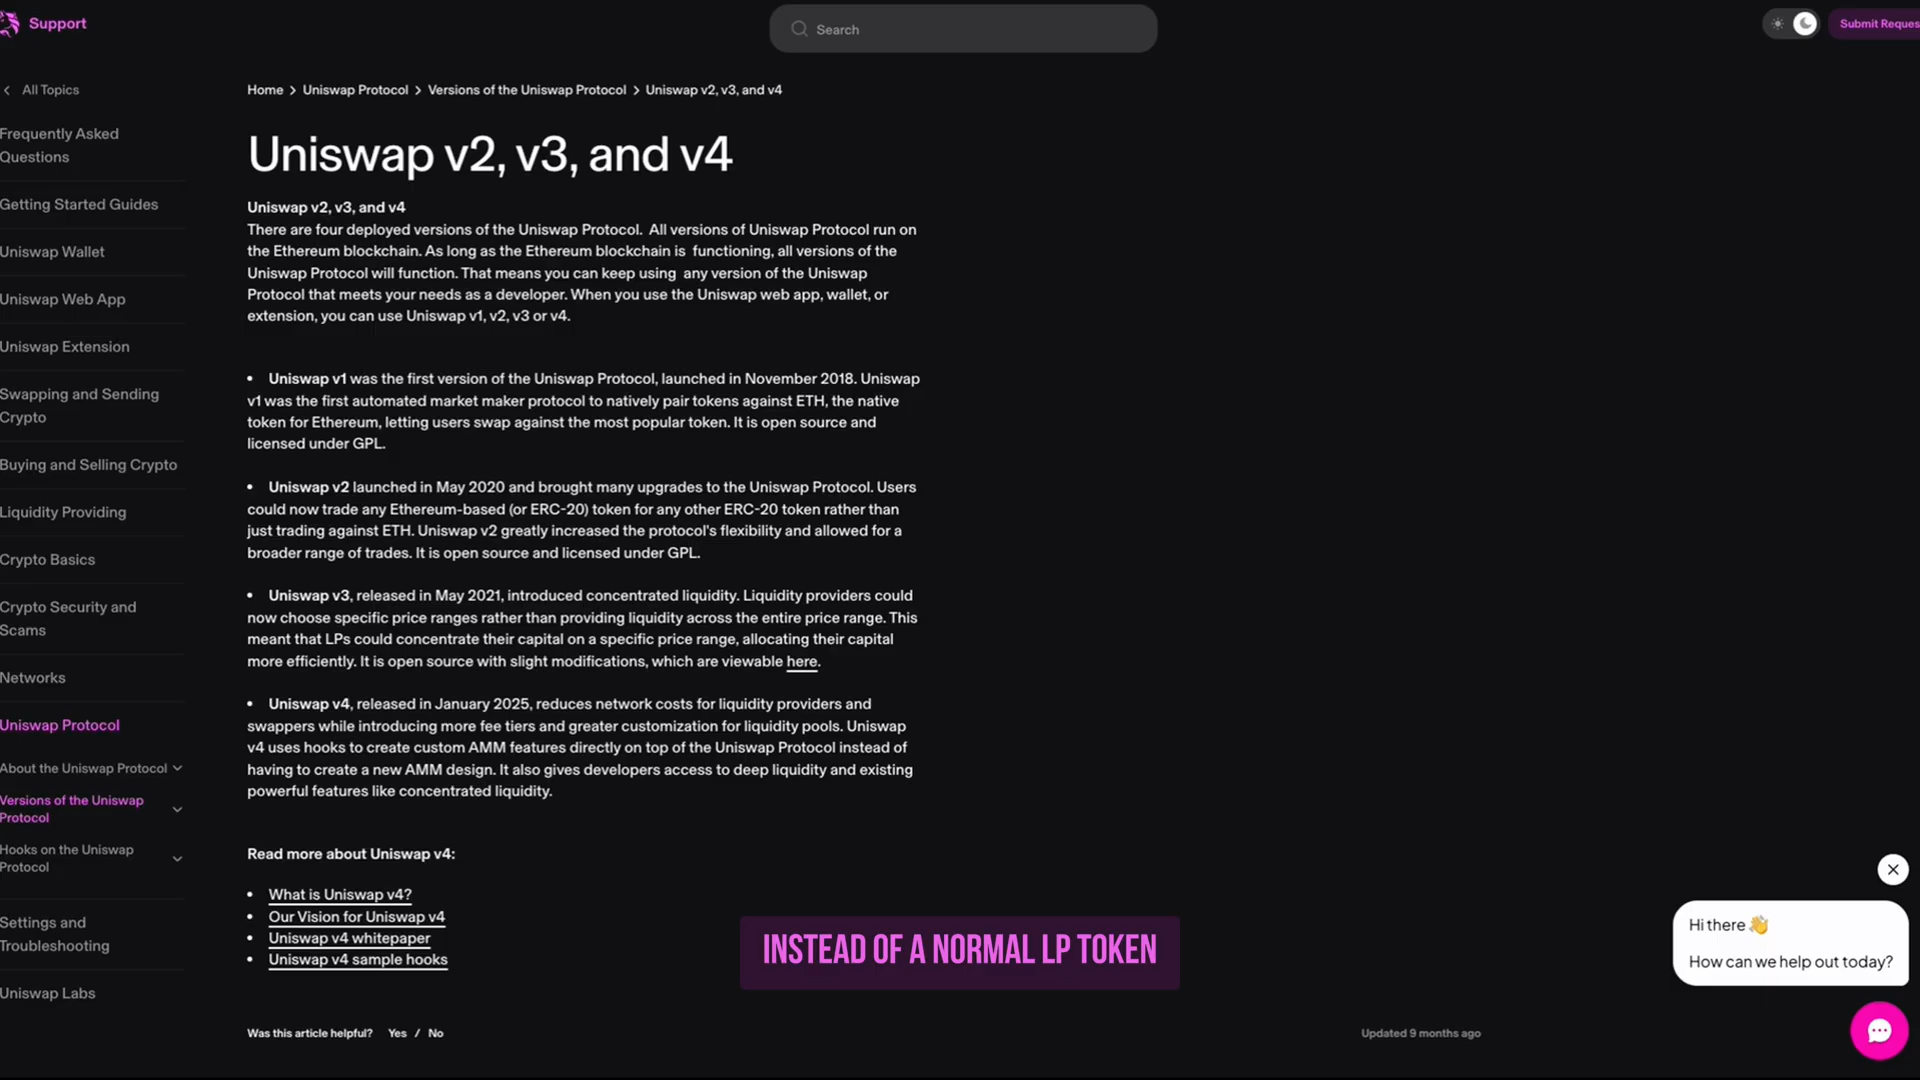 Support
Search
Submit Reques
All Topics
Frequently Asked
Questions
Getting Started Guides
Uniswap Wallet
Uniswap Web App
Uniswap Extension
Swapping and Sending
Crypto
Buying and Selling Crypto
Liquidity Providing
Crypto Basics
Crypto Security and
Scams
Networks
Uniswap Protocol
About the Uniswap Protocol
Versions of the Uniswap
Protocol
Hooks on the Uniswap
Protocol
Settings and
Troubleshooting
Uniswap Labs
Home > Uniswap Protocol > Versions of the Uniswap Protocol > Uniswap v2, v3, and v4
Uniswap v2, v3, and v4
Uniswap v2, v3, and v4
There are four deployed versions of the Uniswap Protocol. All versions of Uniswap Protocol run on
the Ethereum blockchain. As long as the Ethereum blockchain is functioning, all versions of the
Uniswap Protocol will function. That means you can keep using any version of the Uniswap
Protocol that meets your needs as a developer. When you use the Uniswap web app, wallet, or
extension, you can use Uniswap v1, v2, v3 or v4.
• Uniswap v1 was the first version of the Uniswap Protocol, launched in November 2018. Uniswap
v1 was the first automated market maker protocol to natively pair tokens against ETH, the native
token for Ethereum, letting users swap against the most popular token. It is open source and
licensed under GPL.
• Uniswap v2 launched in May 2020 and brought many upgrades to the Uniswap Protocol. Users
could now trade any Ethereum-based (or ERC-20) token for any other ERC-20 token rather than
just trading against ETH. Uniswap v2 greatly increased the protocol's flexibility and allowed for a
broader range of trades. It is open source and licensed under GPL.
• Uniswap v3, released in May 2021, introduced concentrated liquidity. Liquidity providers could
now choose specific price ranges rather than providing liquidity across the entire price range. This
meant that LPs could concentrate their capital on a specific price range, allocating their capital
more efficiently. It is open source with slight modifications, which are viewable here.
• Uniswap v4, released in January 2025, reduces network costs for liquidity providers and
swappers while introducing more fee tiers and greater customization for liquidity pools. Uniswap
v4 uses hooks to create custom AMM features directly on top of the Uniswap Protocol instead of
having to create a new AMM design. It also gives developers access to deep liquidity and existing
powerful features like concentrated liquidity.
Read more about Uniswap v4:
• What is Uniswap v4?
• Our Vision for Uniswap v4
• Uniswap v4 whitepaper
• Uniswap v4 sample hooks
INSTEAD OF A NORMAL LP TOKEN
Was this article helpful? Yes / No
Updated 9 months ago
Hi there 👋
How can we help out today?